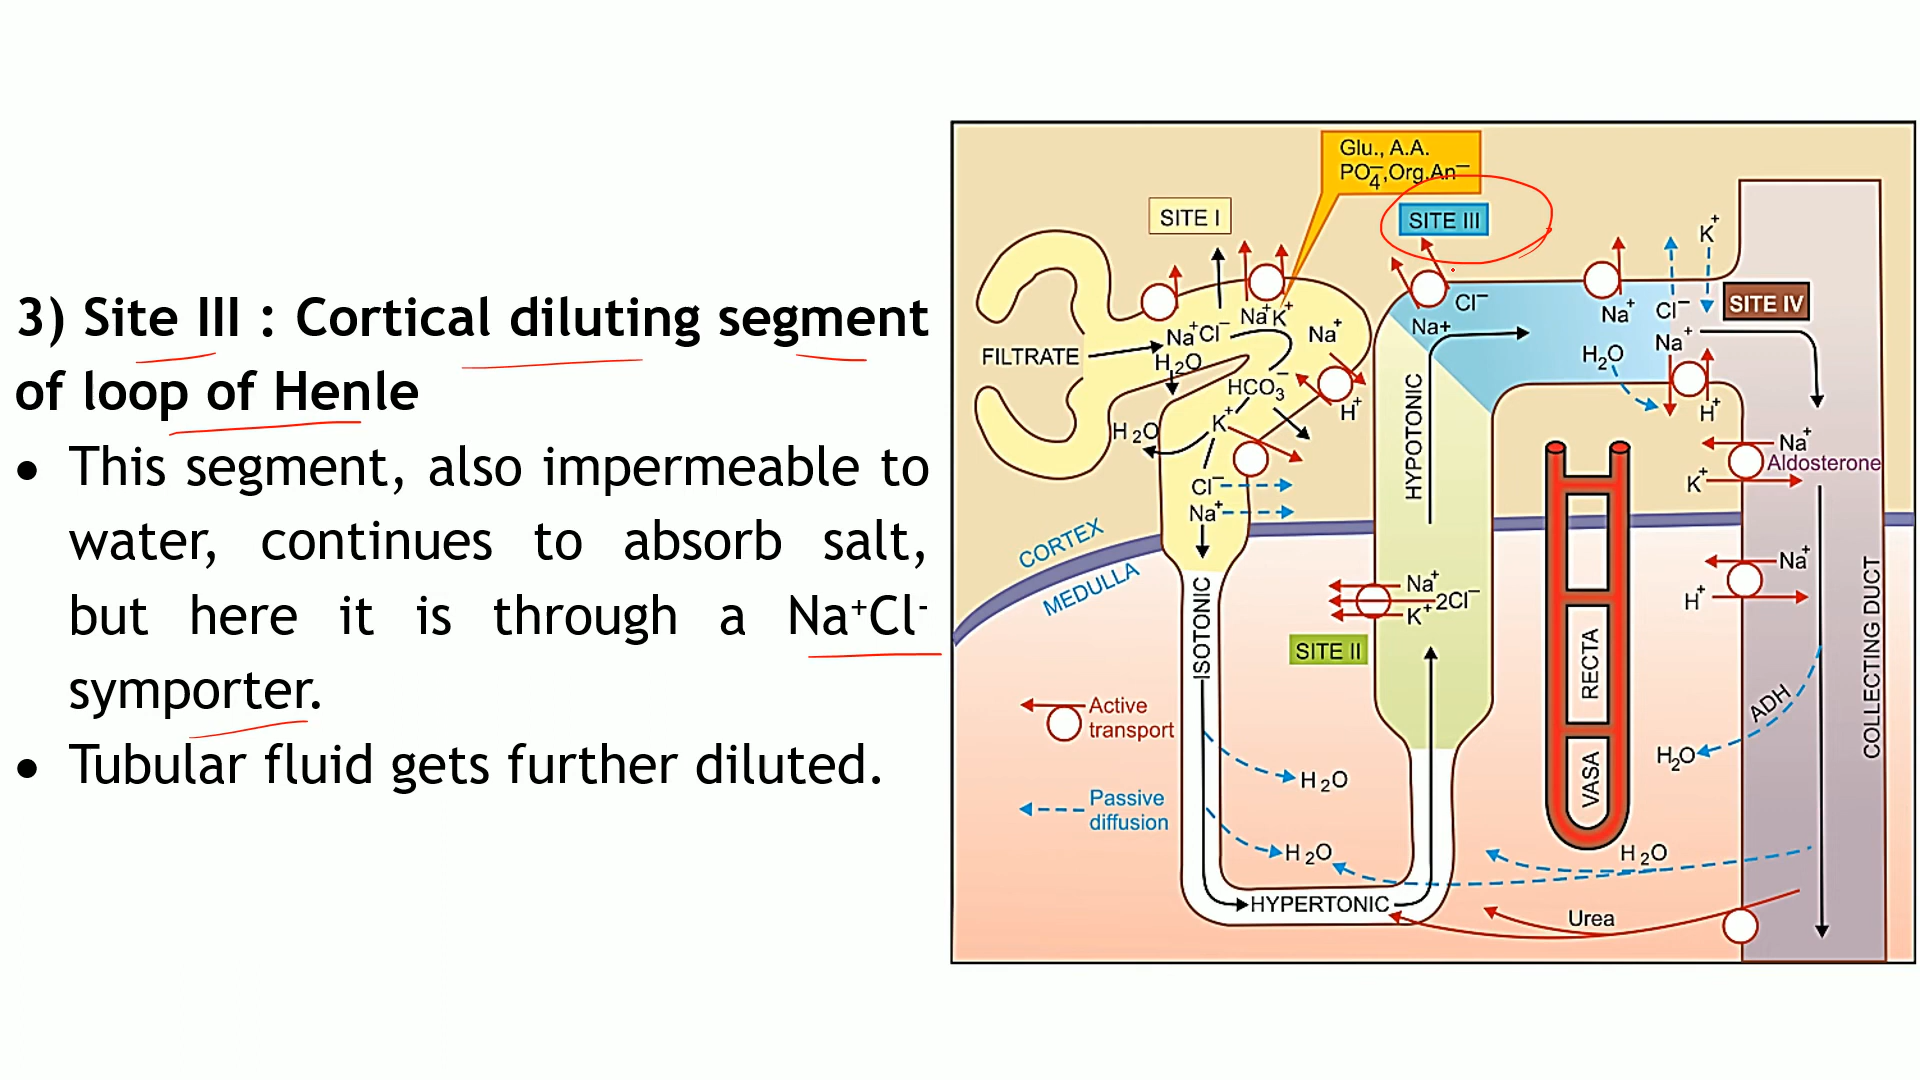 3) Site III : Cortical diluting segment
of loop of Henle
• This segment, also impermeable to
water, continues to absorb salt,
but here it is through a Na⁺Cl⁻
symporter.
• Tubular fluid gets further diluted.
Glu., A.A.
PO₄⁻,Org.An⁻
SITE I
SITE III
K⁺
Cl⁻
Na⁺
Cl⁻
SITE IV
Na⁺K⁺
Na+
Na⁺Cl⁻
Na⁺
Na⁺
FILTRATE
H₂O
H₂O
HCO₃⁻
H⁺
H⁺
K⁺
H₂O
Na⁺
Aldosterone
K⁺
Cl⁻
Na⁺
HYPOTONIC
CORTEX
MEDULLA
Na⁺
H⁺
Na⁺
K⁺
2Cl⁻
SITE II
ISOTONIC
RECTA
VASA
COLLECTING DUCT
Active
transport
ADH
H₂O
H₂O
Passive
diffusion
H₂O
H₂O
HYPERTONIC
Urea